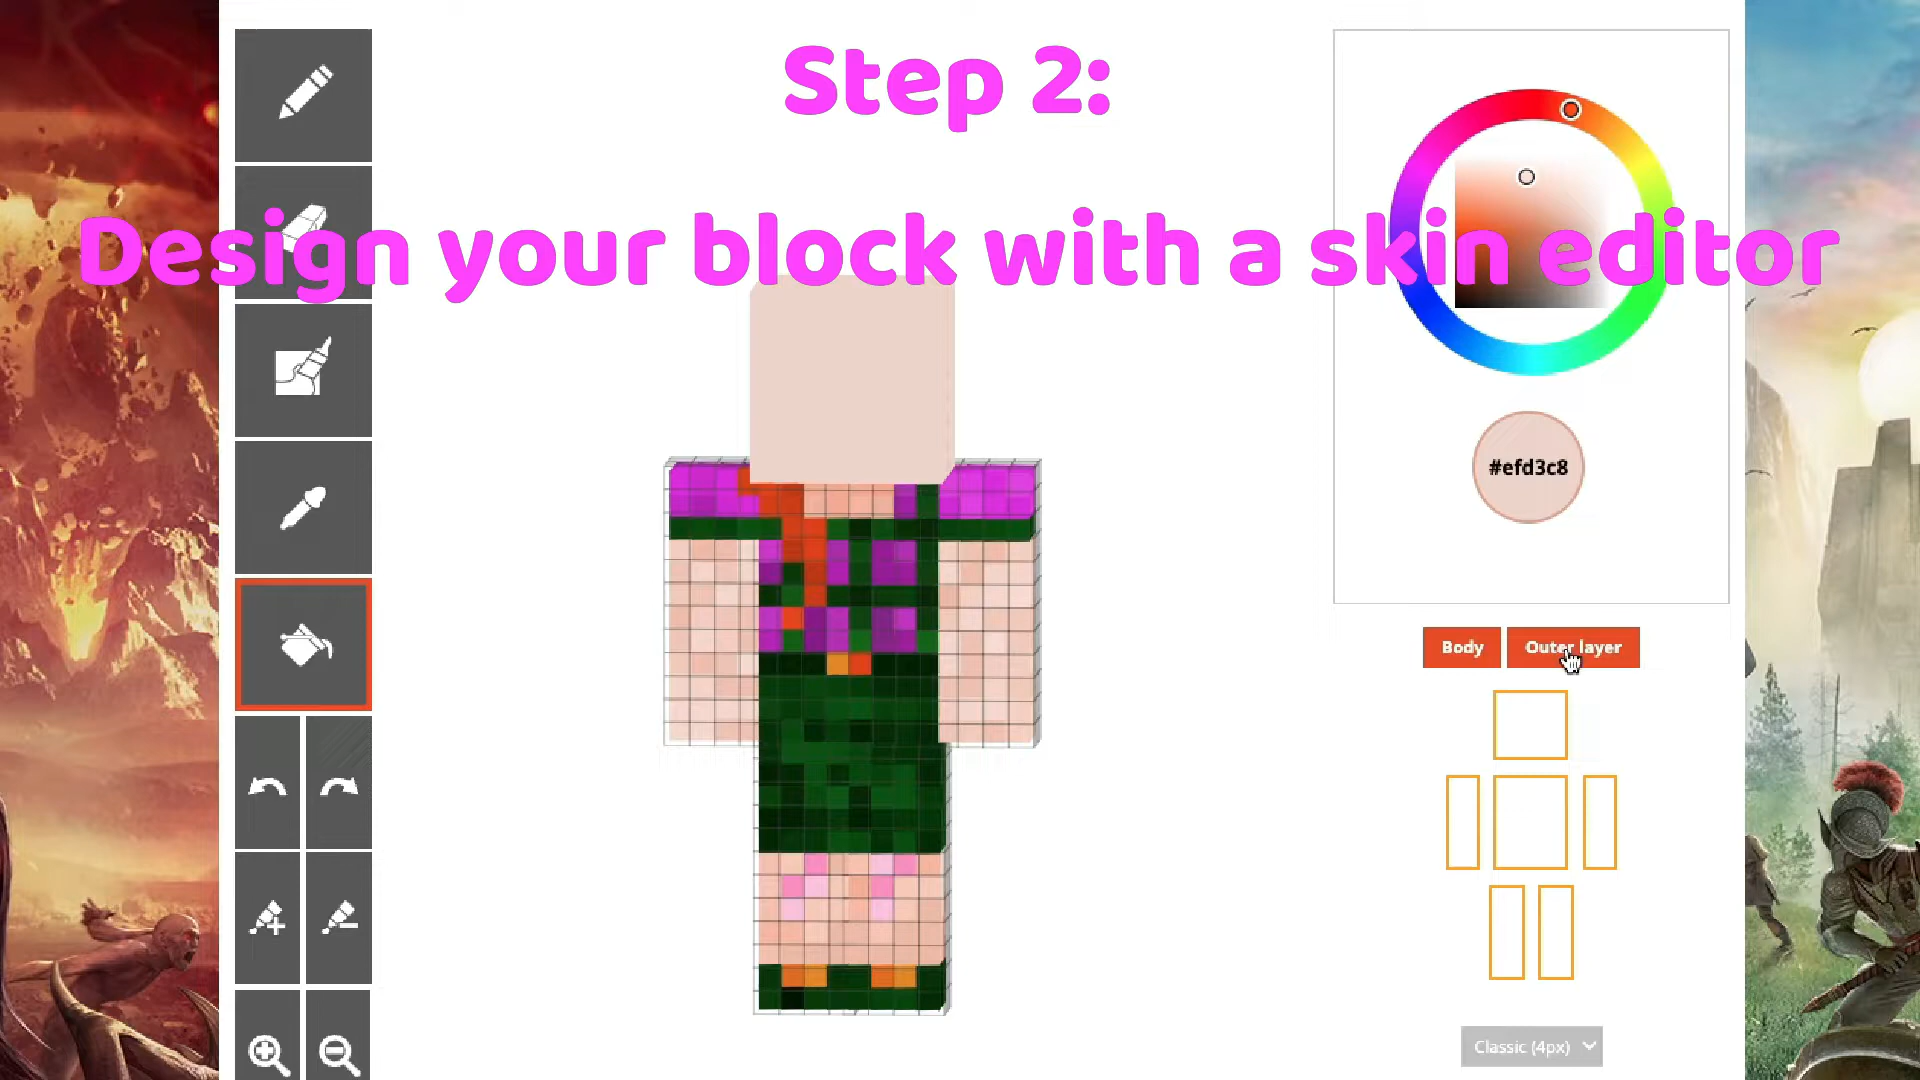 Step 2:
Design your block with a skin editor
#efd3c8
Body
Outer layer
Classic (4px)